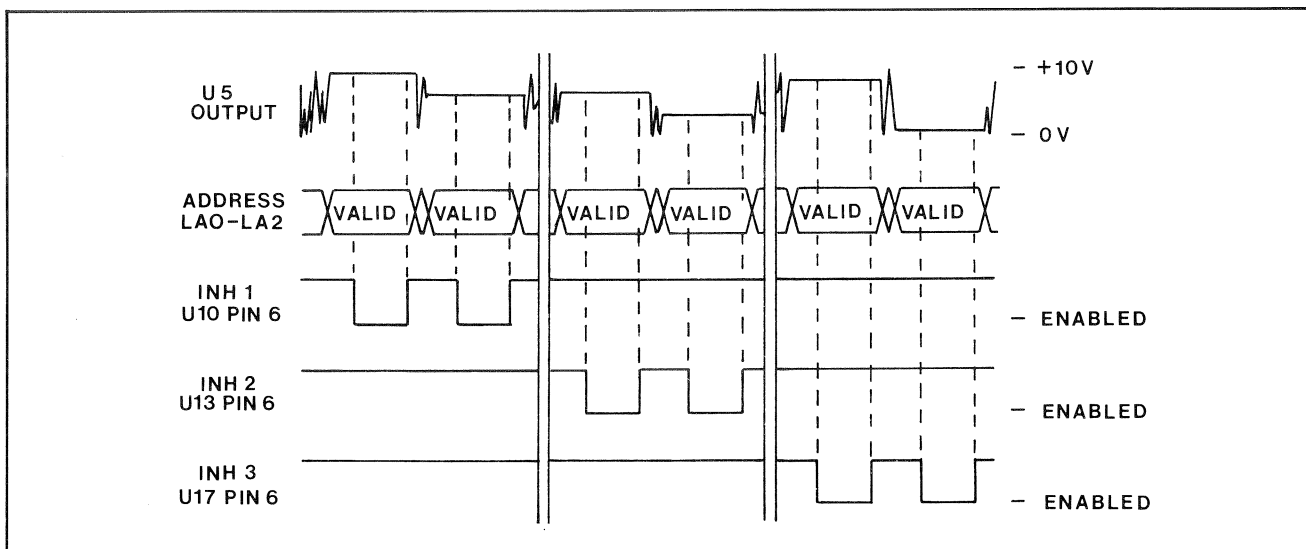 U5
OUTPUT
- +10V
- 0V
ADDRESS
LA0-LA2
VALID VALID VALID VALID VALID VALID
INH 1
U10 PIN 6
- ENABLED
INH 2
U13 PIN 6
- ENABLED
INH 3
U17 PIN 6
- ENABLED